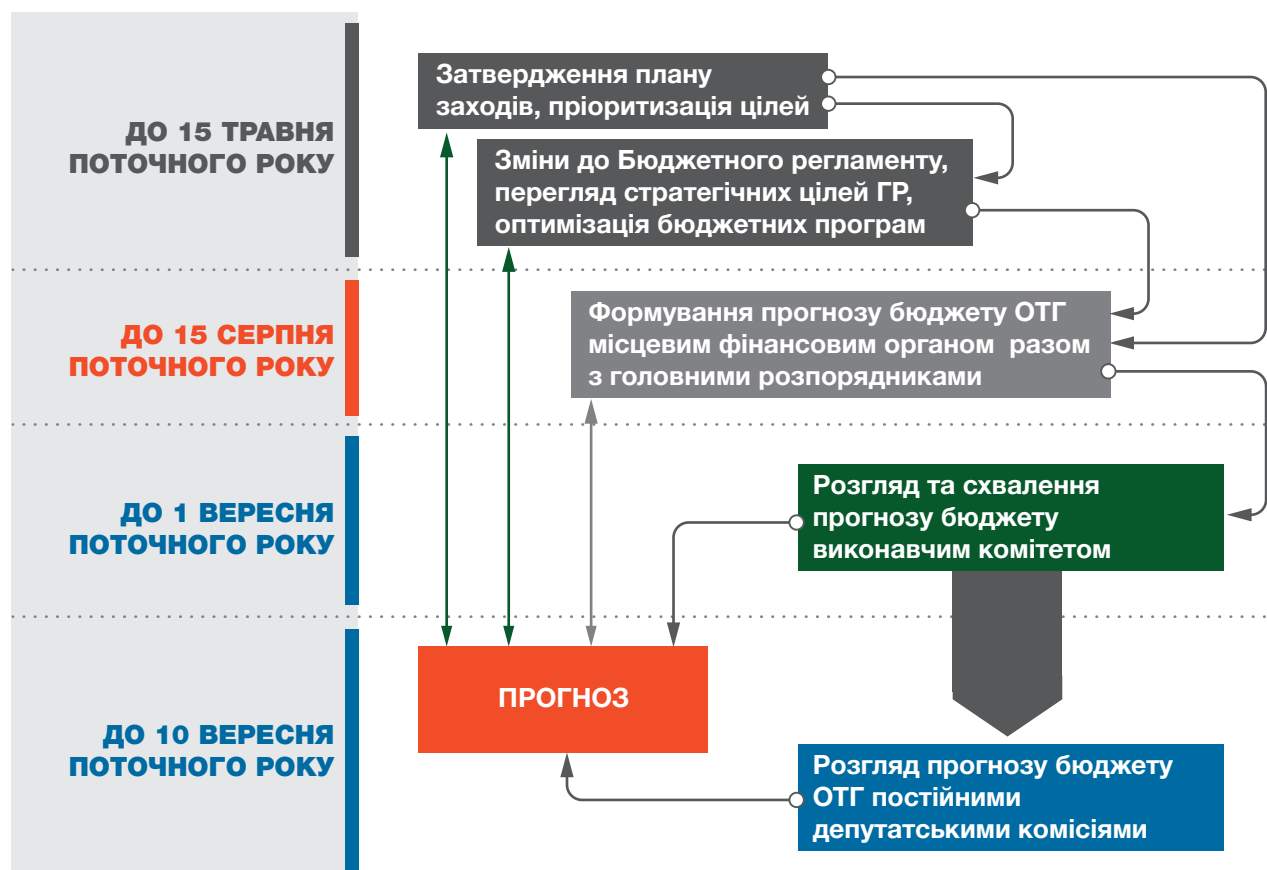 ДО 15 ТРАВНЯ
ПОТОЧНОГО РОКУ
Затвердження плану
заходів, пріоритизація цілей
Зміни до Бюджетного регламенту,
перегляд стратегічних цілей ГР,
оптимізація бюджетних програм
ДО 15 СЕРПНЯ
ПОТОЧНОГО РОКУ
Формування прогнозу бюджету ОТГ
місцевим фінансовим органом разом
з головними розпорядниками
ДО 1 ВЕРЕСНЯ
ПОТОЧНОГО РОКУ
Розгляд та схвалення
прогнозу бюджету
виконавчим комітетом
ДО 10 ВЕРЕСНЯ
ПОТОЧНОГО РОКУ
ПРОГНОЗ
Розгляд прогнозу бюджету
ОТГ постійними
депутатськими комісіями